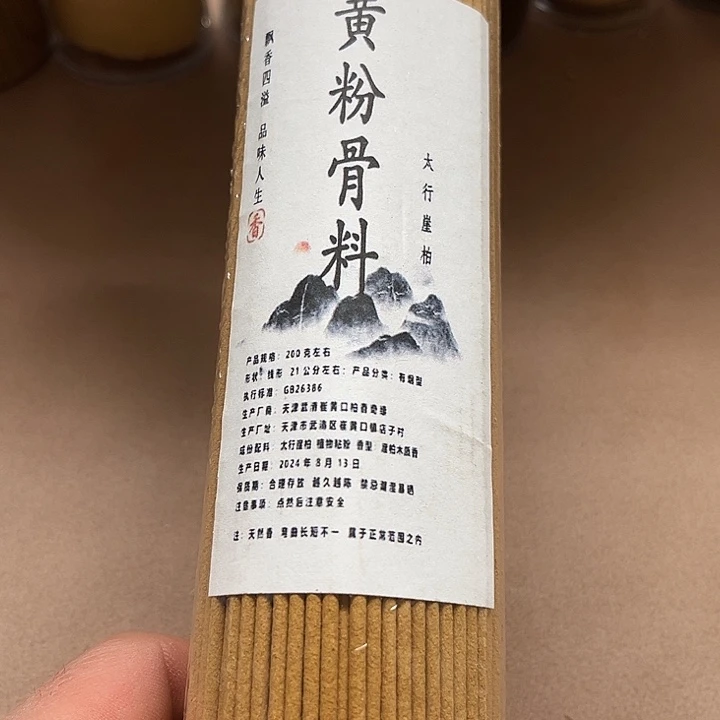 黄粉骨料
太行崖柏
飘香四溢 品味人生
香
产品规格：200克左右
形状：线形 21公分左右；产品分类：有烟型
执行标准：GB26386
生产厂商：天津武清崔黄口柏香奇缘
生产厂址：天津市武清区崔黄口镇店子村
成份配料：太行崖柏 植物粘粉 香型：崖柏木质香
生产日期：2024年8月13日
保质期：合理存放 越久越陈 禁忌潮湿暴晒
注意事项：点燃后注意安全
注：天然香 弯曲长短不一 属于正常范围之内